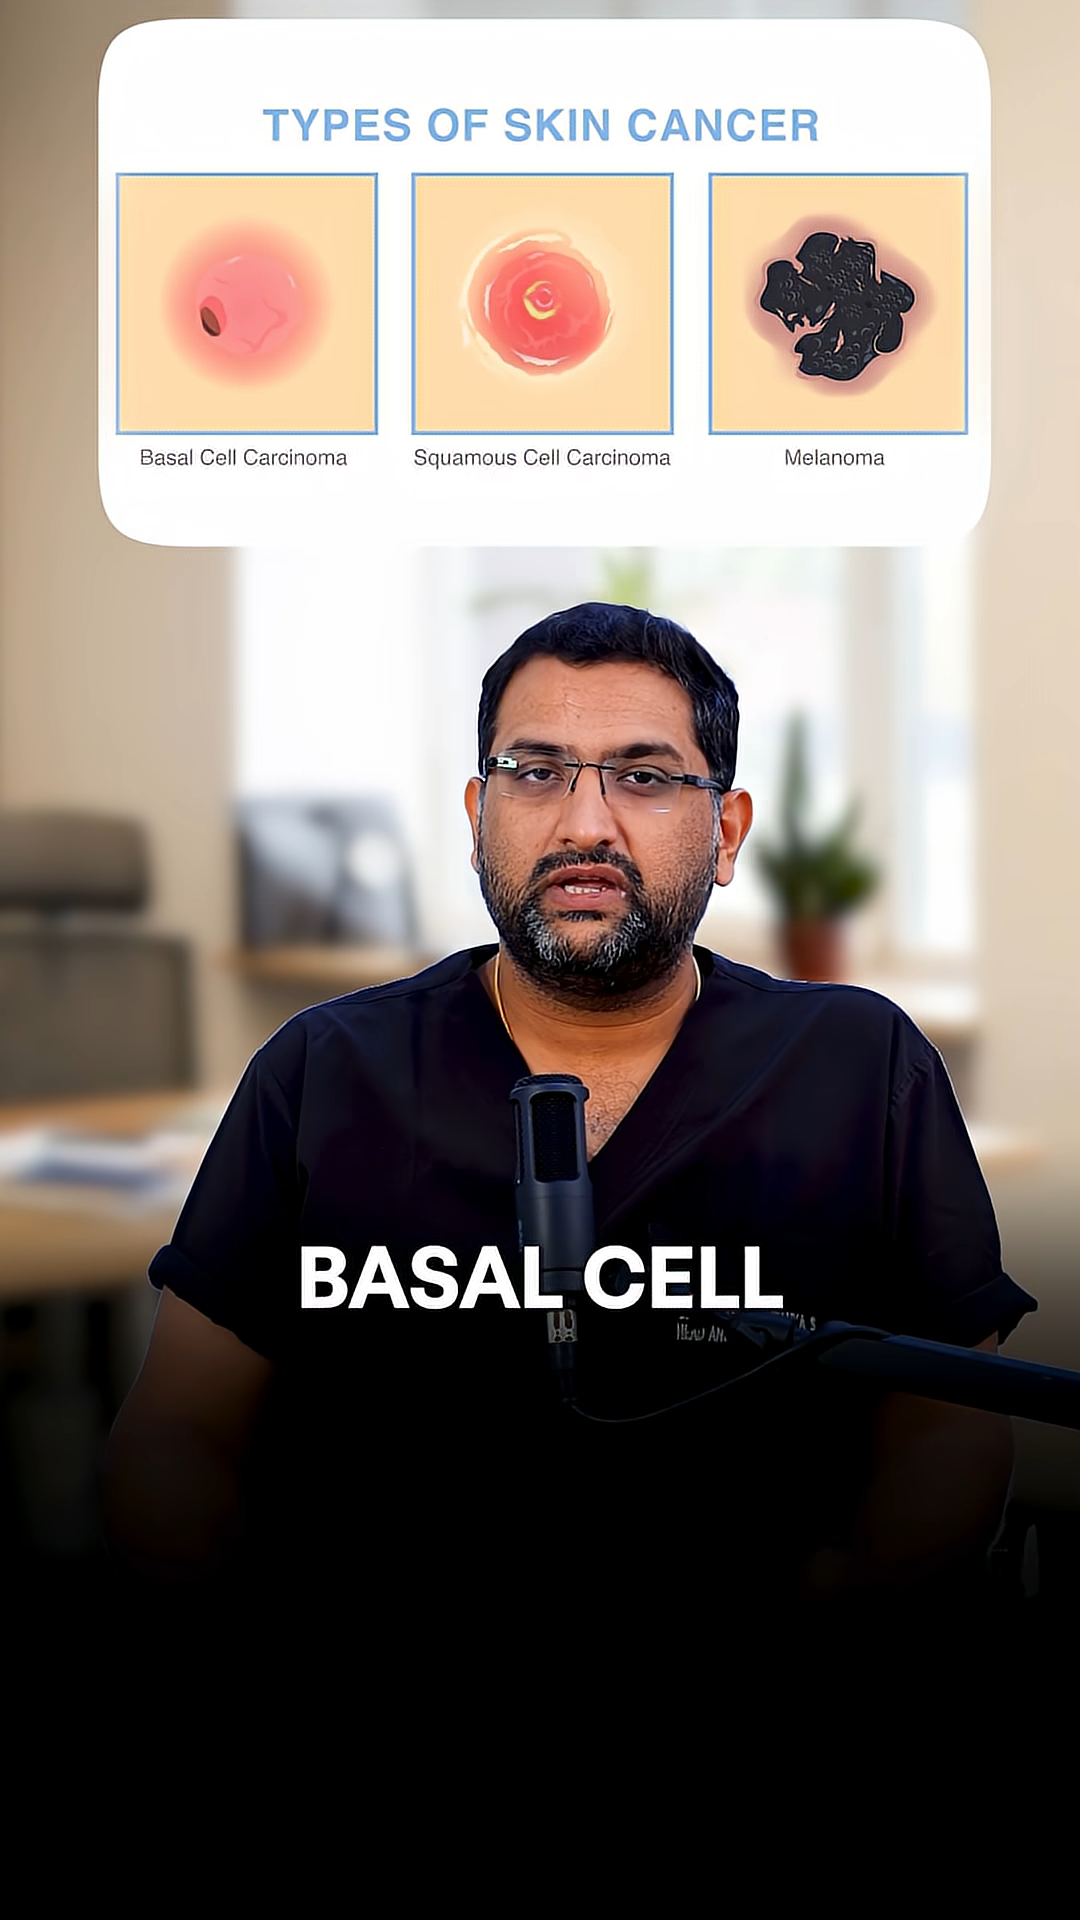 TYPES OF SKIN CANCER
Basal Cell Carcinoma
Squamous Cell Carcinoma
Melanoma
BASAL CELL